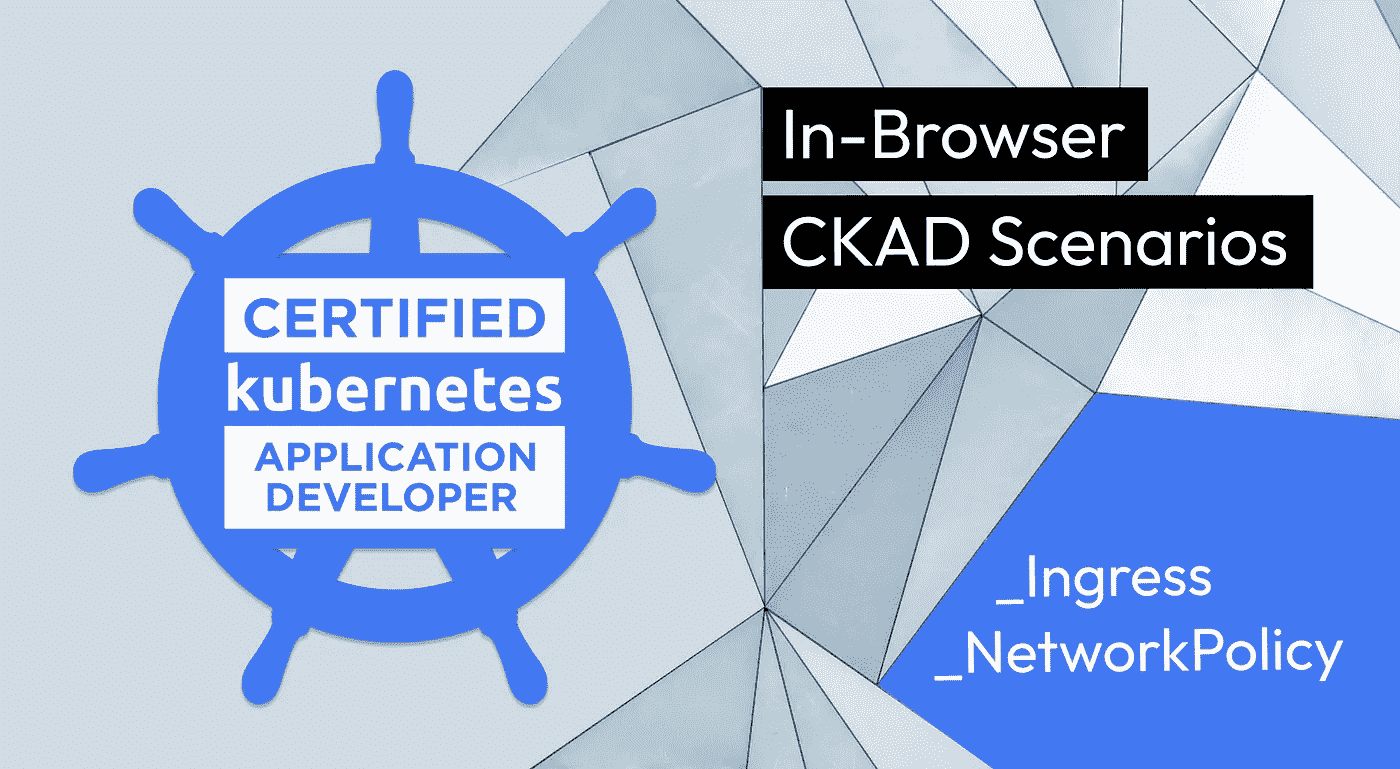 In-Browser
CKAD Scenarios
CERTIFIED
kubernetes
APPLICATION
DEVELOPER
_Ingress
_NetworkPolicy